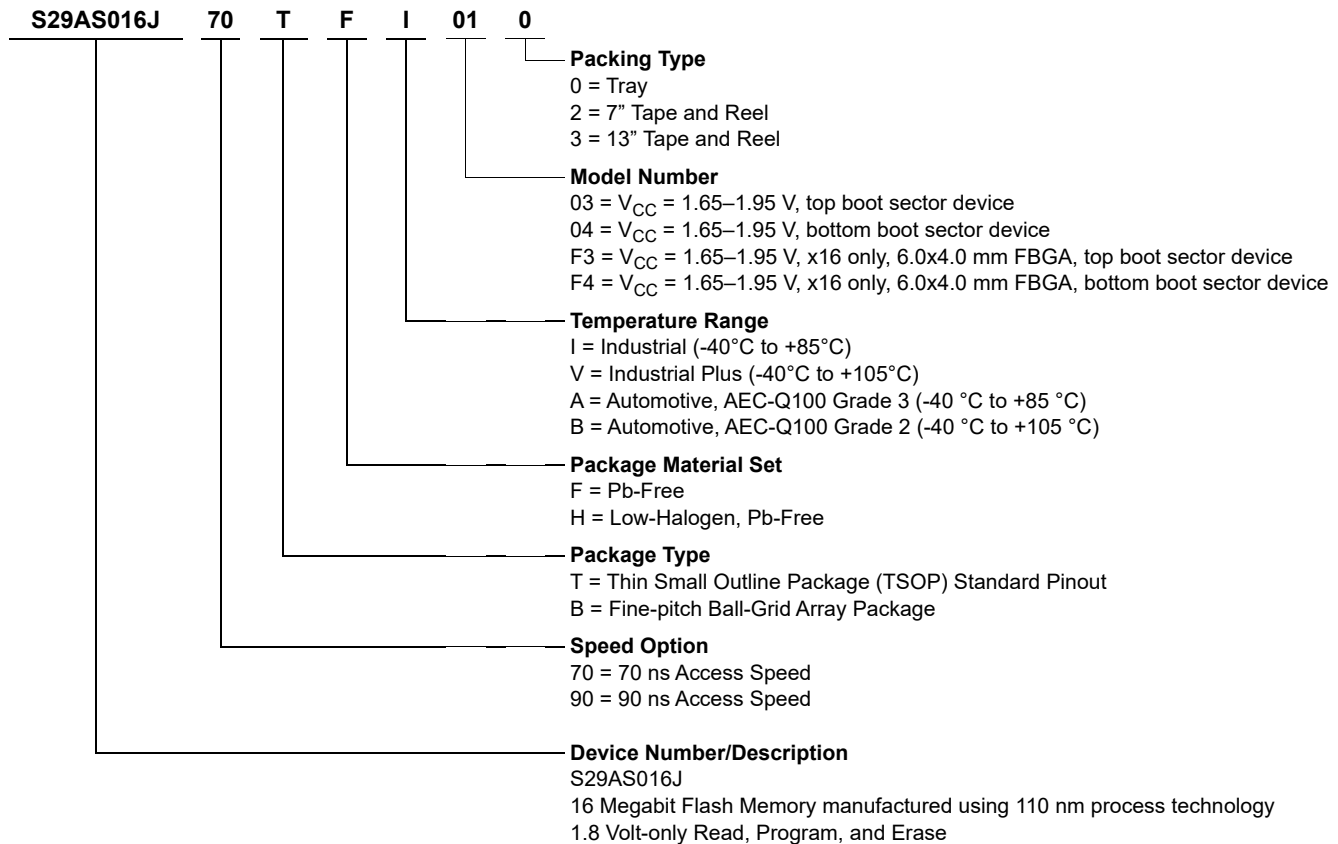 S29AS016J 70 T F I 01 0
Packing Type
0 = Tray
2 = 7” Tape and Reel
3 = 13” Tape and Reel
Model Number
03 = VCC = 1.65–1.95 V, top boot sector device
04 = VCC = 1.65–1.95 V, bottom boot sector device
F3 = VCC = 1.65–1.95 V, x16 only, 6.0x4.0 mm FBGA, top boot sector device
F4 = VCC = 1.65–1.95 V, x16 only, 6.0x4.0 mm FBGA, bottom boot sector device
Temperature Range
I = Industrial (-40°C to +85°C)
V = Industrial Plus (-40°C to +105°C)
A = Automotive, AEC-Q100 Grade 3 (-40 °C to +85 °C)
B = Automotive, AEC-Q100 Grade 2 (-40 °C to +105 °C)
Package Material Set
F = Pb-Free
H = Low-Halogen, Pb-Free
Package Type
T = Thin Small Outline Package (TSOP) Standard Pinout
B = Fine-pitch Ball-Grid Array Package
Speed Option
70 = 70 ns Access Speed
90 = 90 ns Access Speed
Device Number/Description
S29AS016J
16 Megabit Flash Memory manufactured using 110 nm process technology
1.8 Volt-only Read, Program, and Erase